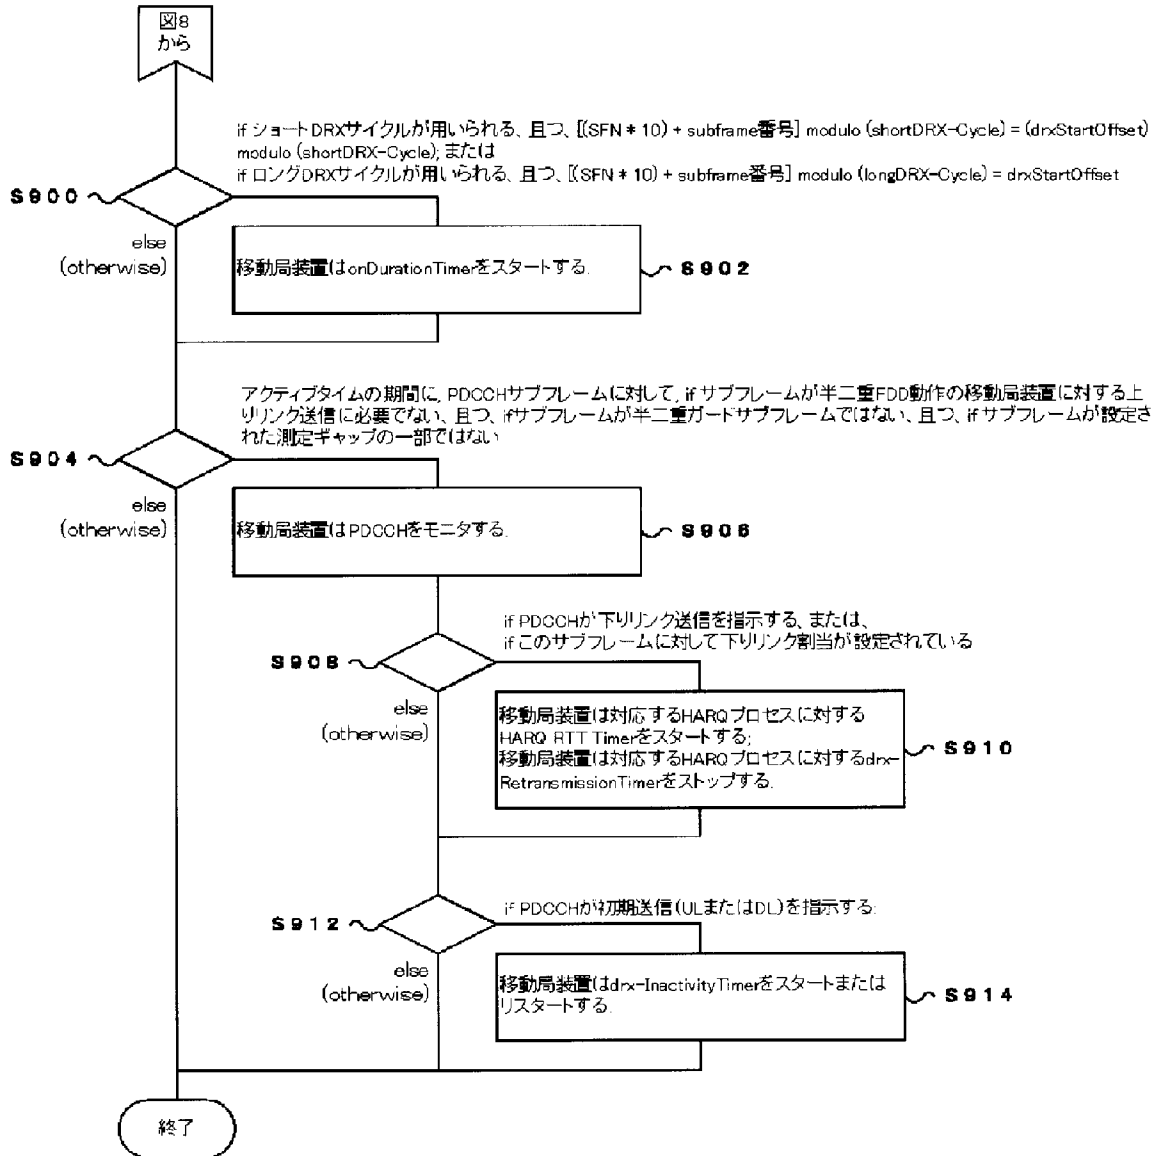 図8
から
if ショートDRXサイクルが用いられる、且つ、[(SFN * 10) + subframe番号] modulo (shortDRX-Cycle) = (drxStartOffset)
modulo (shortDRX-Cycle); または
if ロングDRXサイクルが用いられる、且つ、[(SFN * 10) + subframe番号] modulo (longDRX-Cycle) = drxStartOffset
S900
else
(otherwise)
移動局装置はonDurationTimerをスタートする.
S902
アクティブタイムの期間に, PDCCHサブフレームに対して, if サブフレームが半二重FDD動作の移動局装置に対する上
りリンク送信に必要でない、且つ、ifサブフレームが半二重ガードサブフレームではない、且つ、if サブフレームが設定さ
れた測定ギャップの一部ではない
S904
else
(otherwise)
移動局装置はPDCCHをモニタする.
S906
if PDCCHが下りリンク送信を指示する、または、
if このサブフレームに対して下りリンク割当が設定されている
S908
else
(otherwise)
移動局装置は対応するHARQプロセスに対する
HARQ RTT Timerをスタートする;
移動局装置は対応するHARQプロセスに対するdrx-
RetransmissionTimerをストップする.
S910
if PDCCHが初期送信(ULまたはDL)を指示する:
S912
else
(otherwise)
移動局装置はdrx-InactivityTimerをスタートまたは
リスタートする.
S914
終了